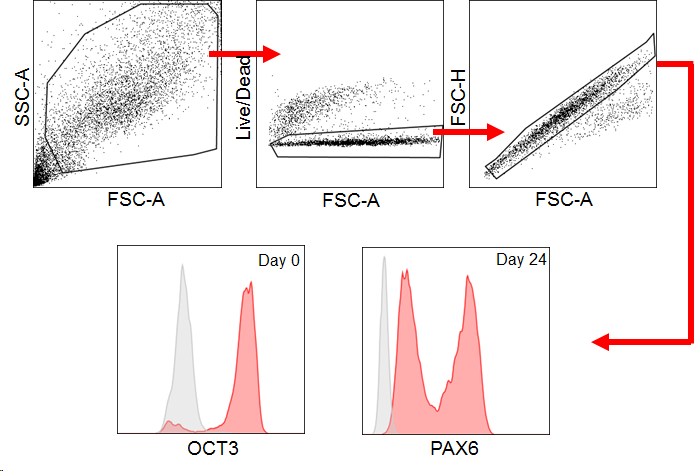 SSC-A
FSC-A
Live/Dead
FSC-A
FSC-H
FSC-A
Day 0
OCT3
Day 24
PAX6